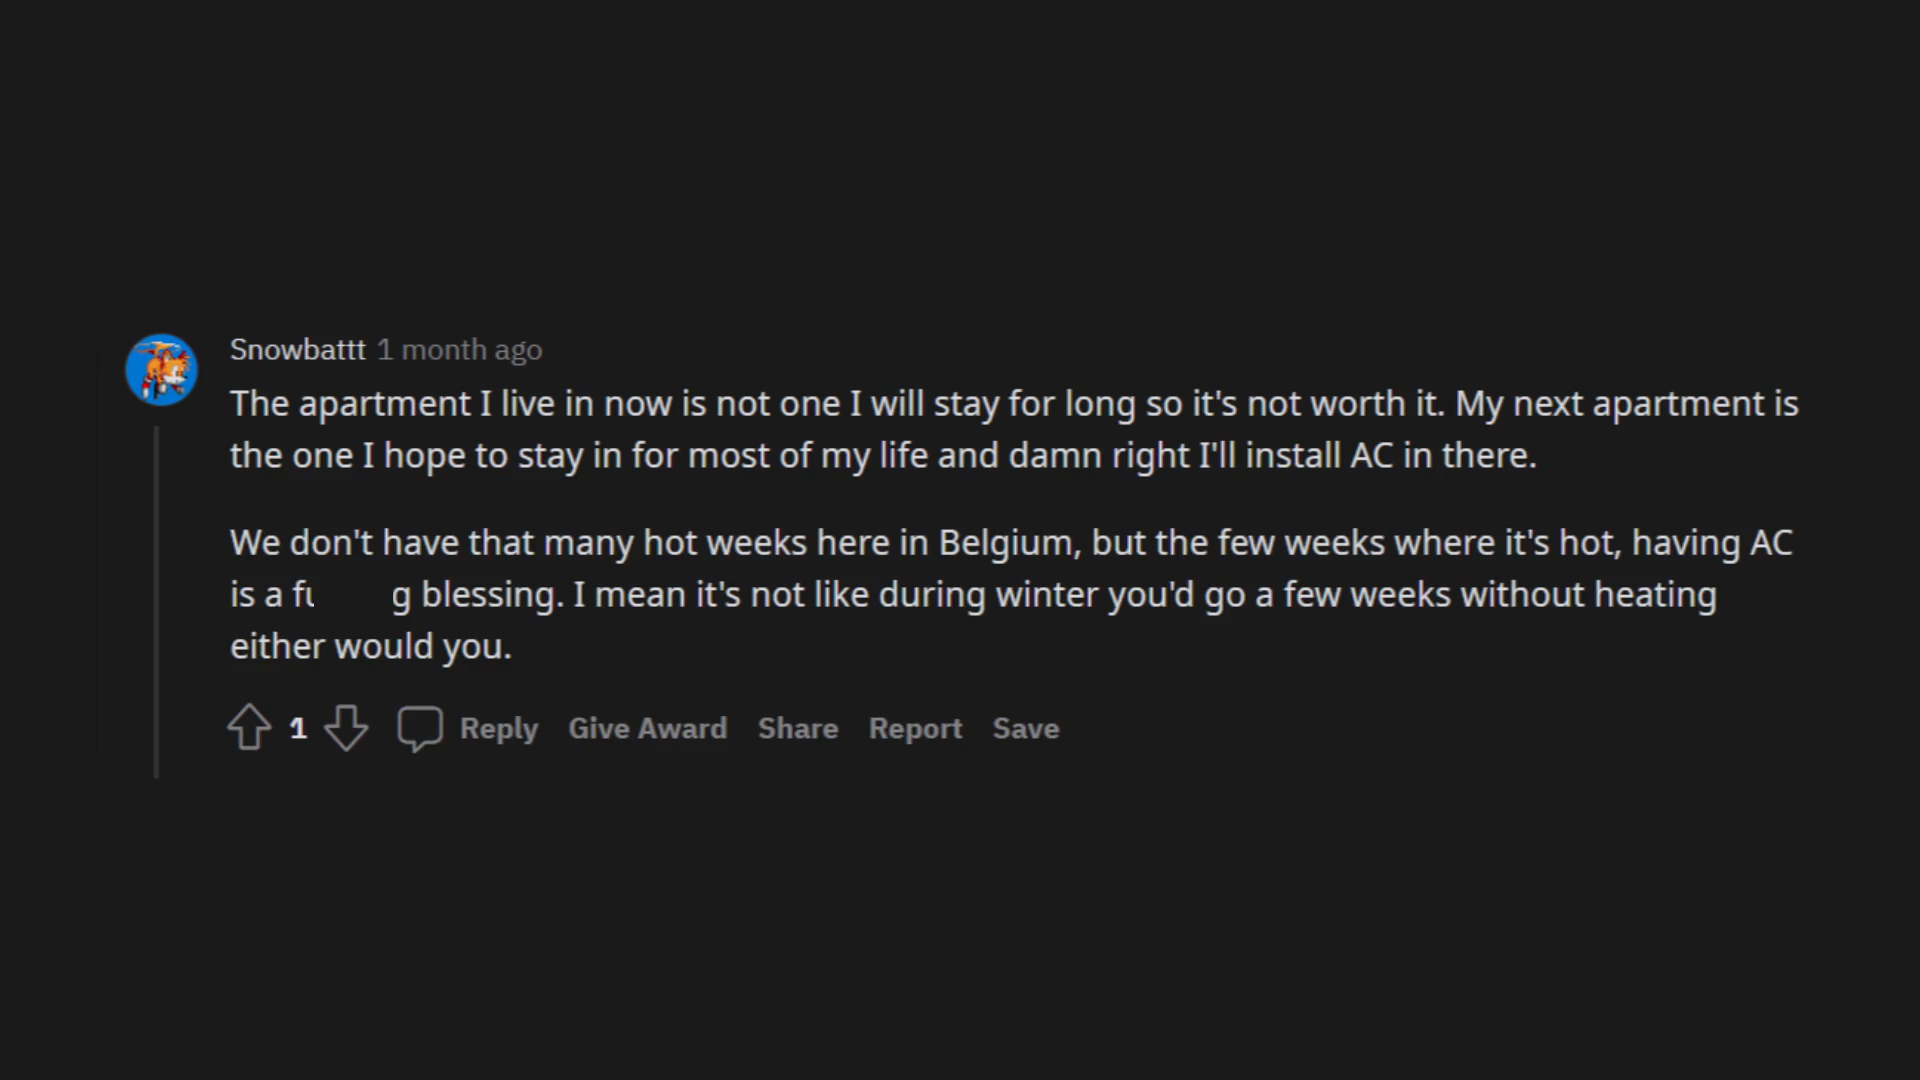 Snowbattt 1 month ago
The apartment I live in now is not one I will stay for long so it's not worth it. My next apartment is
the one I hope to stay in for most of my life and damn right I'll install AC in there.
We don't have that many hot weeks here in Belgium, but the few weeks where it's hot, having AC
is a fu g blessing. I mean it's not like during winter you'd go a few weeks without heating
either would you.
1 Reply Give Award Share Report Save